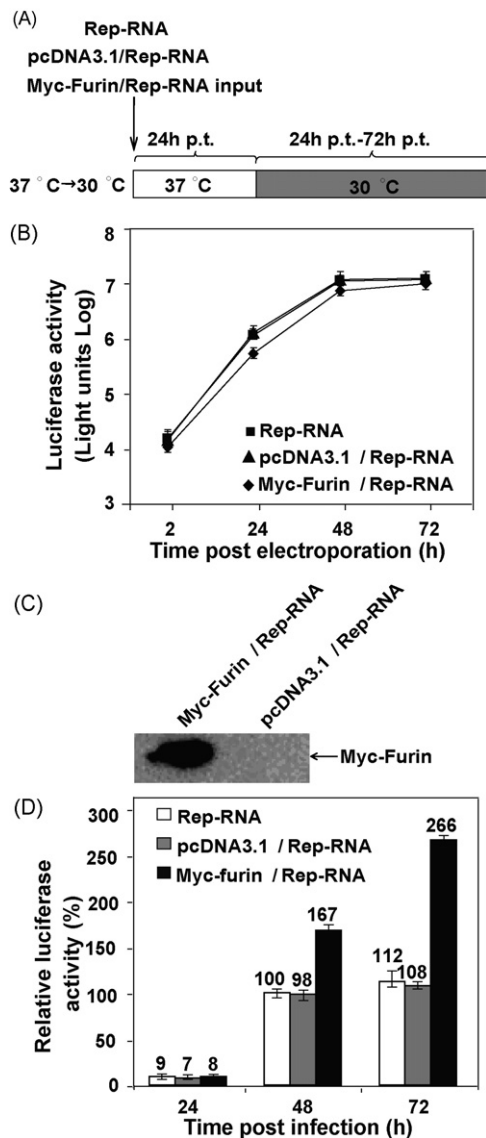 (A)
Rep-RNA
pcDNA3.1/Rep-RNA
Myc-Furin/Rep-RNA input
24h p.t.
24h p.t.-72h p.t.
37 °C→30 °C
37 °C
30 °C
(B)
Luciferase activity
(Light units Log)
8
7
6
5
4
3
Rep-RNA
pcDNA3.1 / Rep-RNA
Myc-Furin / Rep-RNA
2
24
48
72
Time post electroporation (h)
(C)
Myc-Furin / Rep-RNA
pcDNA3.1 / Rep-RNA
Myc-Furin
(D)
Relative luciferase
activity (%)
300
250
200
150
100
50
0
Rep-RNA
pcDNA3.1 / Rep-RNA
Myc-furin / Rep-RNA
9
7
8
100
98
167
112
108
266
24
48
72
Time post infection (h)